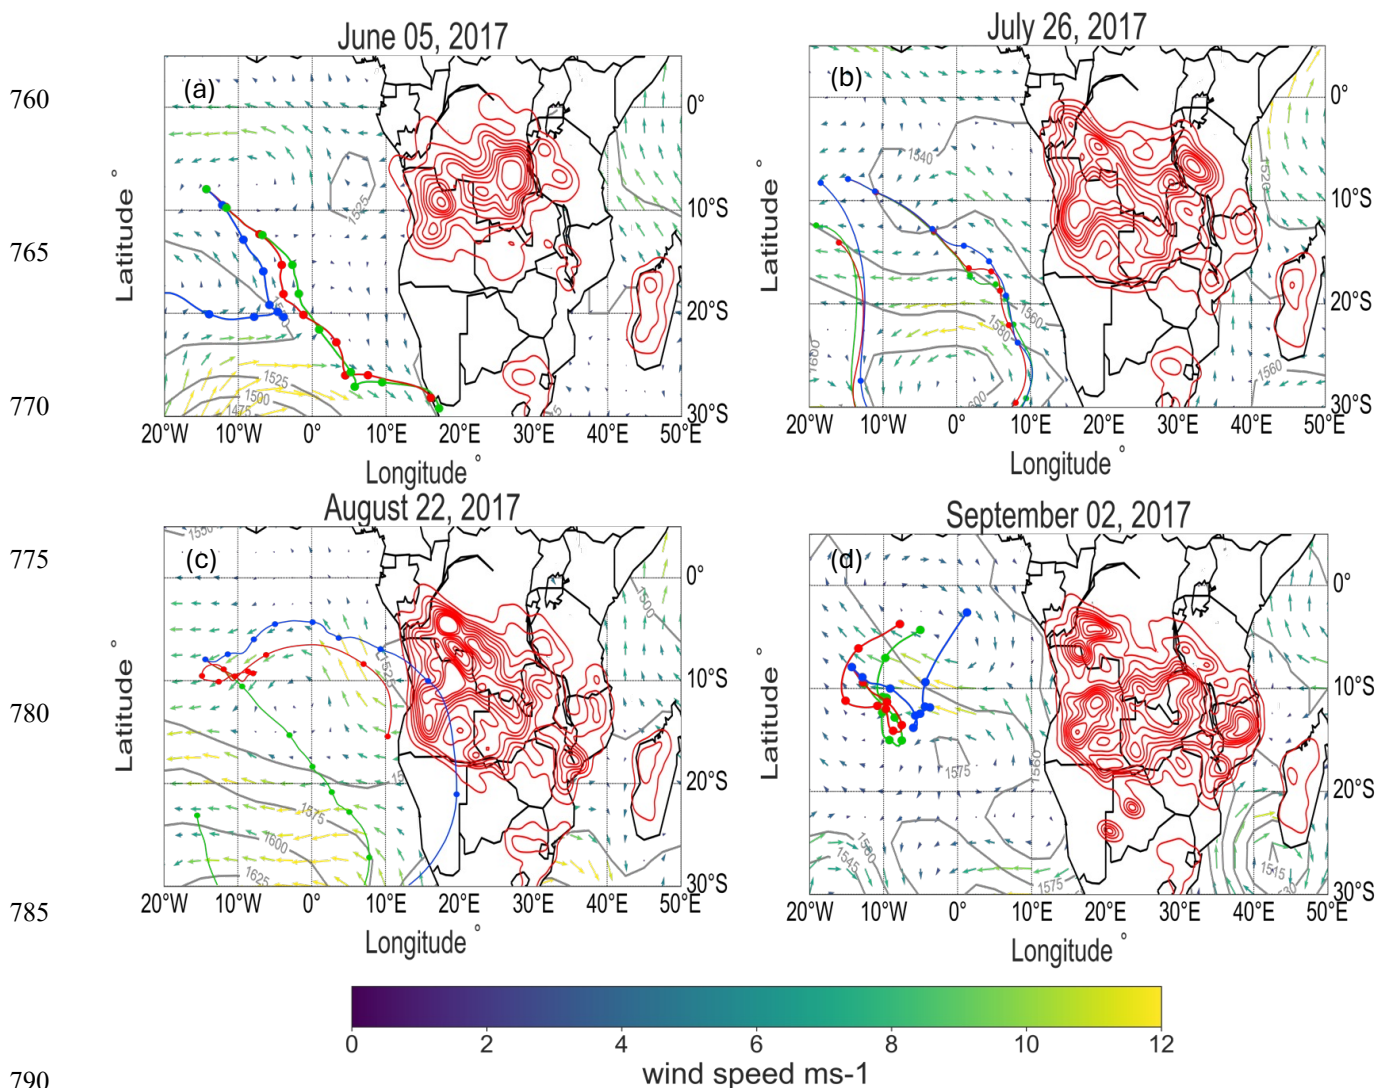 760
765
770
775
780
785
790
June 05, 2017
(a)
1525
1525
1500
1475
0°
10°S
20°S
30°S
20°W 10°W 0° 10°E 20°E 30°E 40°E 50°E
Latitude °
Longitude °
July 26, 2017
(b)
1540
1520
1560
1580
1560
1600
0°
10°S
20°S
30°S
20°W 10°W 0° 10°E 20°E 30°E 40°E 50°E
Latitude °
Longitude °
August 22, 2017
(c)
1550
1500
1525
1575
1600
1625
0°
10°S
20°S
30°S
20°W 10°W 0° 10°E 20°E 30°E 40°E 50°E
Latitude °
Longitude °
September 02, 2017
(d)
1560
1575
1545
1575
1515
0°
10°S
20°S
30°S
20°W 10°W 0° 10°E 20°E 30°E 40°E 50°E
Latitude °
Longitude °
0 2 4 6 8 10 12
wind speed ms-1